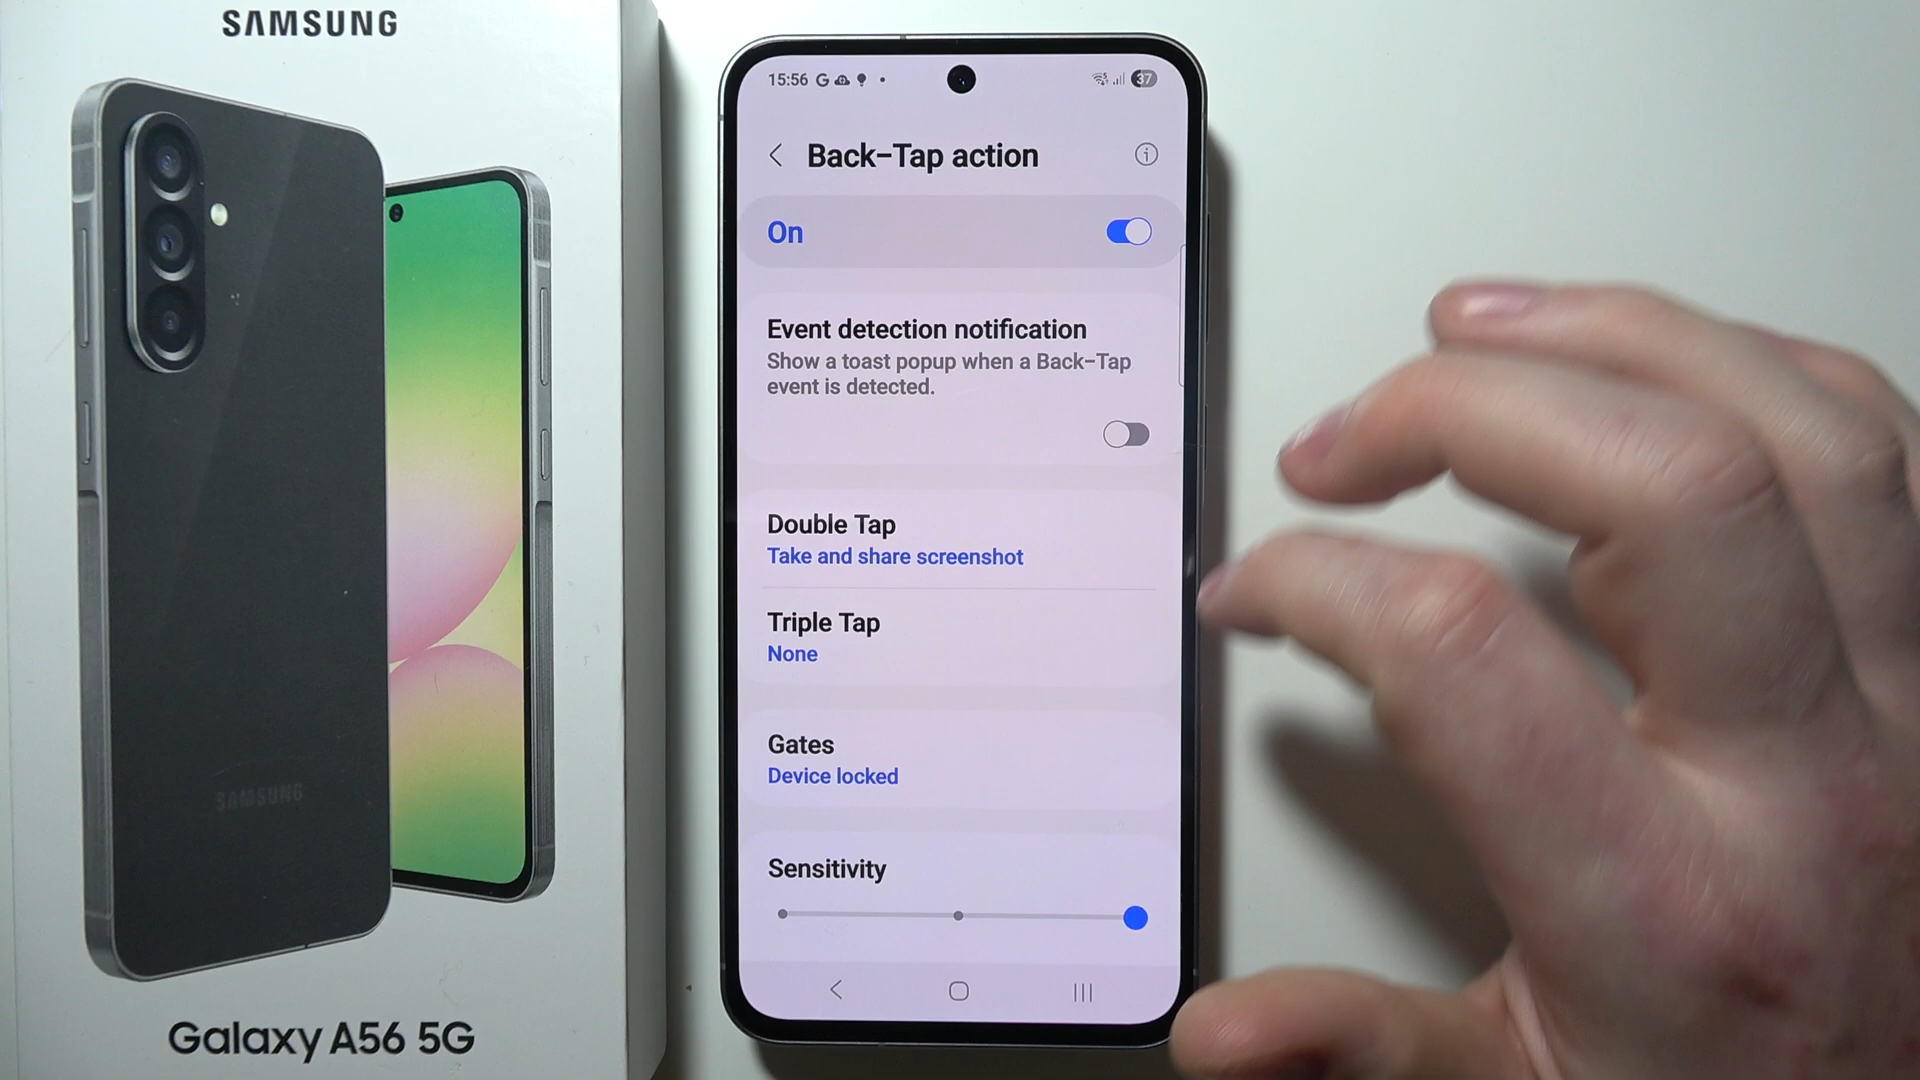 SAMSUNG
SAMSUNG
Galaxy A56 5G
15:56 G
37
Back-Tap action
On
Event detection notification
Show a toast popup when a Back-Tap
event is detected.
Double Tap
Take and share screenshot
Triple Tap
None
Gates
Device locked
Sensitivity